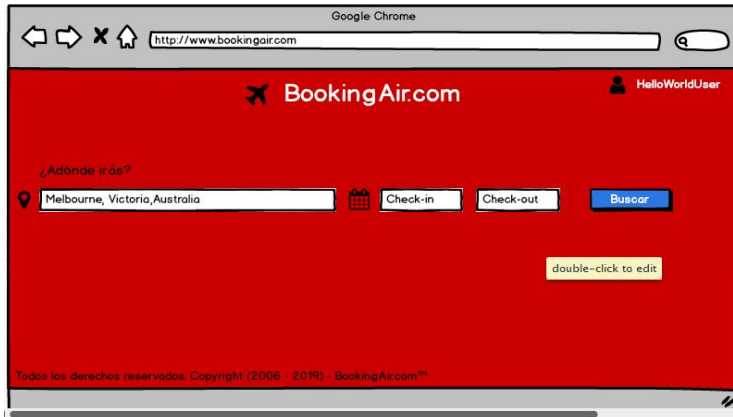 Google Chrome
http://www.bookingair.com
BookingAir.com
HelloWorldUser
¿Adònde irás?
Melbourne, Victoria,Australia
Check-in
Check-out
Buscar
double-click to edit
Todos los derechos reservados. Copyright (2006 - 2019) - BookingAir.com™